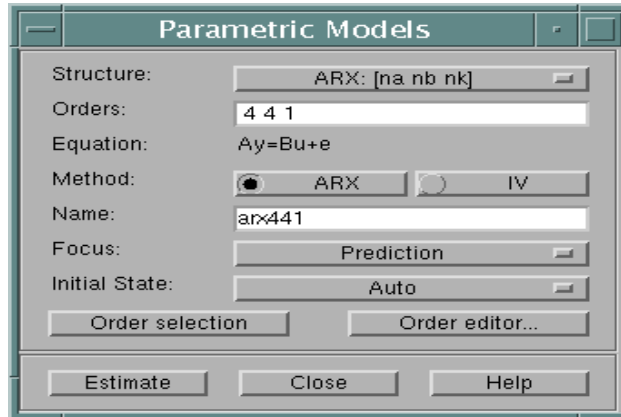 Parametric Models
Structure: ARX: [na nb nk]
Orders: 4 4 1
Equation: Ay=Bu+e
Method: ARX IV
Name: arx441
Focus: Prediction
Initial State: Auto
Order selection Order editor...
Estimate Close Help